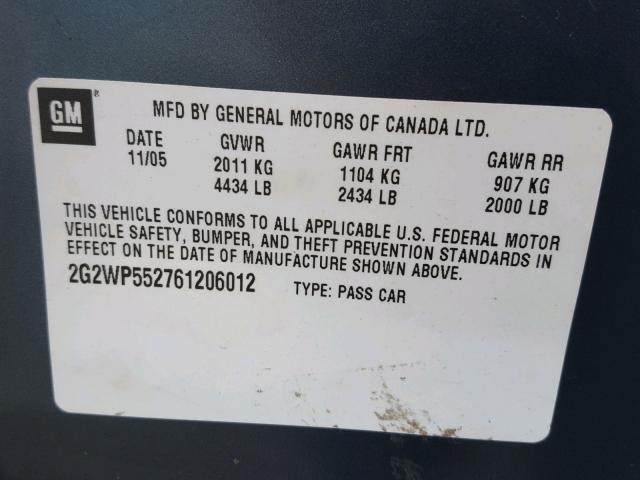 GM ®
MFD BY GENERAL MOTORS OF CANADA LTD.
DATE GVWR GAWR FRT GAWR RR
11/05 2011 KG 1104 KG 907 KG
4434 LB 2434 LB 2000 LB
THIS VEHICLE CONFORMS TO ALL APPLICABLE U.S. FEDERAL MOTOR
VEHICLE SAFETY, BUMPER, AND THEFT PREVENTION STANDARDS IN
EFFECT ON THE DATE OF MANUFACTURE SHOWN ABOVE.
2G2WP552761206012 TYPE: PASS CAR